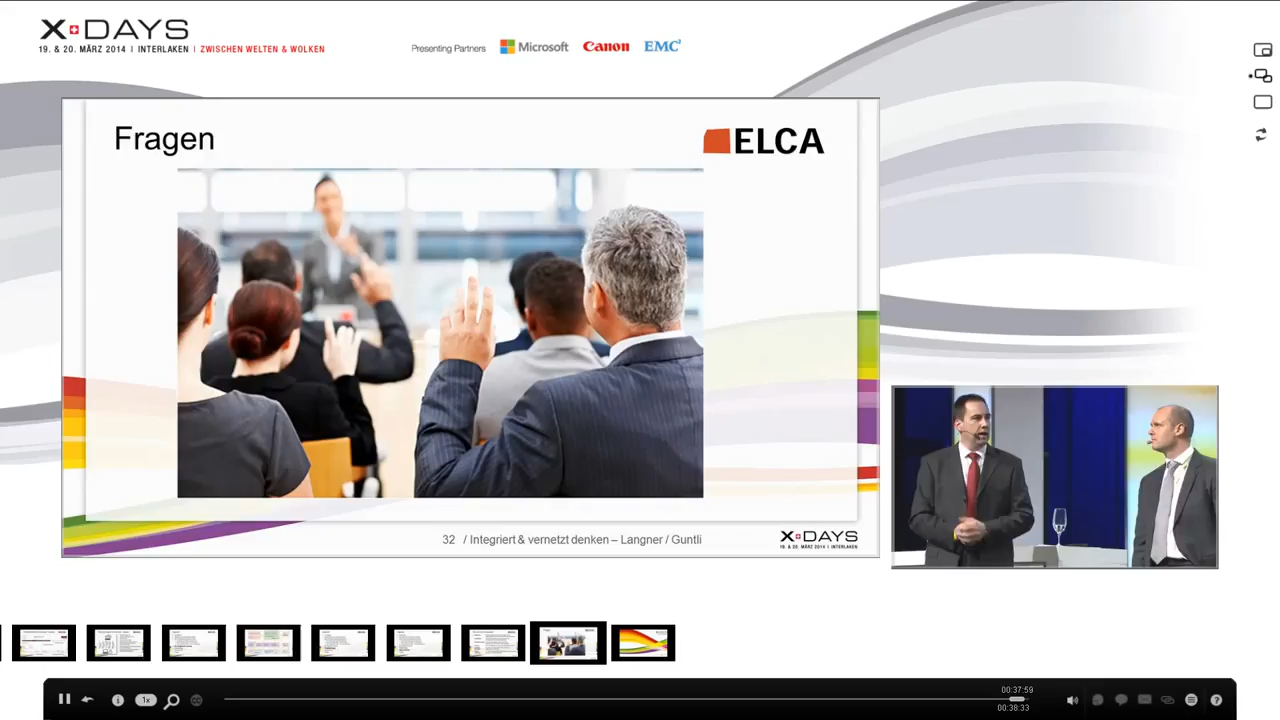 X+DAYS
19. & 20. MÄRZ 2014 | INTERLAKEN | ZWISCHEN WELTEN & WOLKEN
Presenting Partners Microsoft Canon EMC²
Fragen
ELCA
32 / Integriert & vernetzt denken – Langner / Guntli
X+DAYS
19. & 20. MÄRZ 2014 | INTERLAKEN
1x
00:37:59
00:38:33